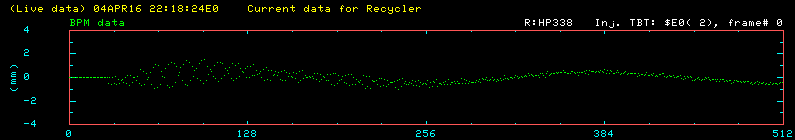 (Live data) 04APR16 22:18:24E0 Current data for Recycler
BPM data R:HP338 Inj. TBT: $E0( 2), frame# 0
4
2
0
-2
-4
(mm)
0 128 256 384 512